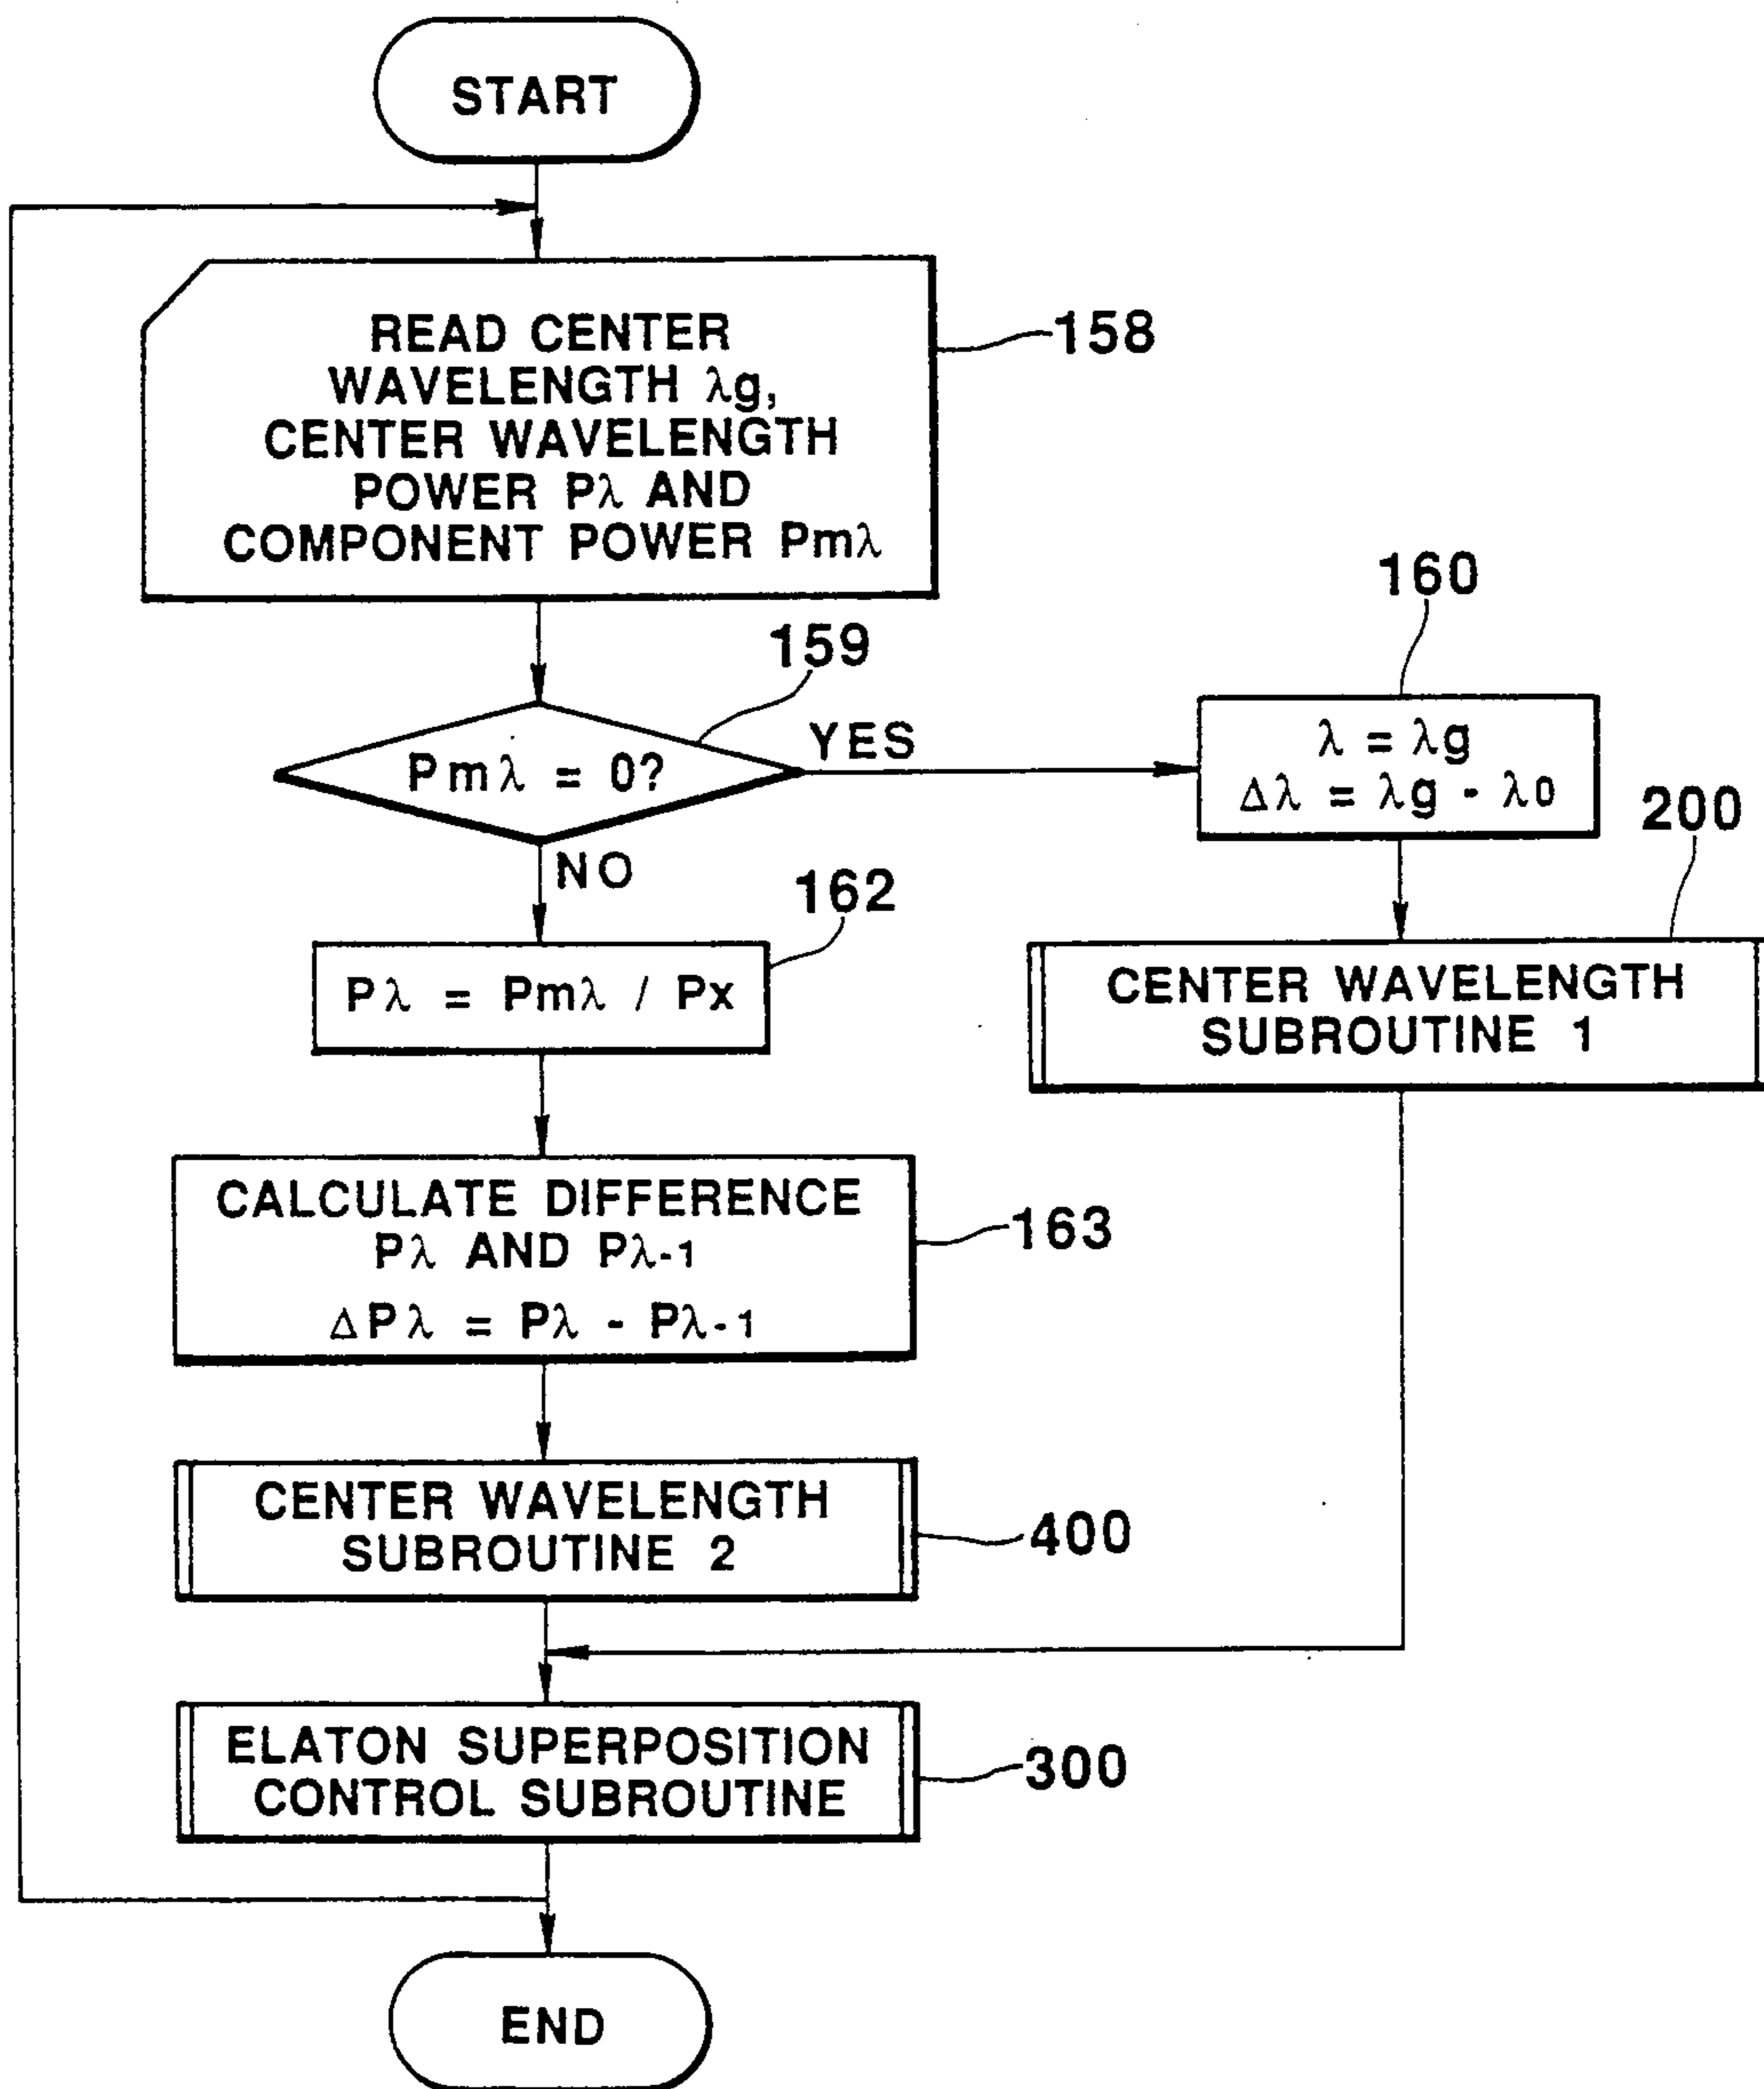 START
READ CENTER
WAVELENGTH λg,
CENTER WAVELENGTH
POWER Pλ AND
COMPONENT POWER Pmλ
158
159
Pmλ = 0?
YES
NO
160
λ = λg
Δλ = λg - λ0
200
CENTER WAVELENGTH
SUBROUTINE 1
162
Pλ = Pmλ / Px
CALCULATE DIFFERENCE
Pλ AND Pλ-1
ΔPλ = Pλ - Pλ-1
163
CENTER WAVELENGTH
SUBROUTINE 2
400
ELATON SUPERPOSITION
CONTROL SUBROUTINE
300
END